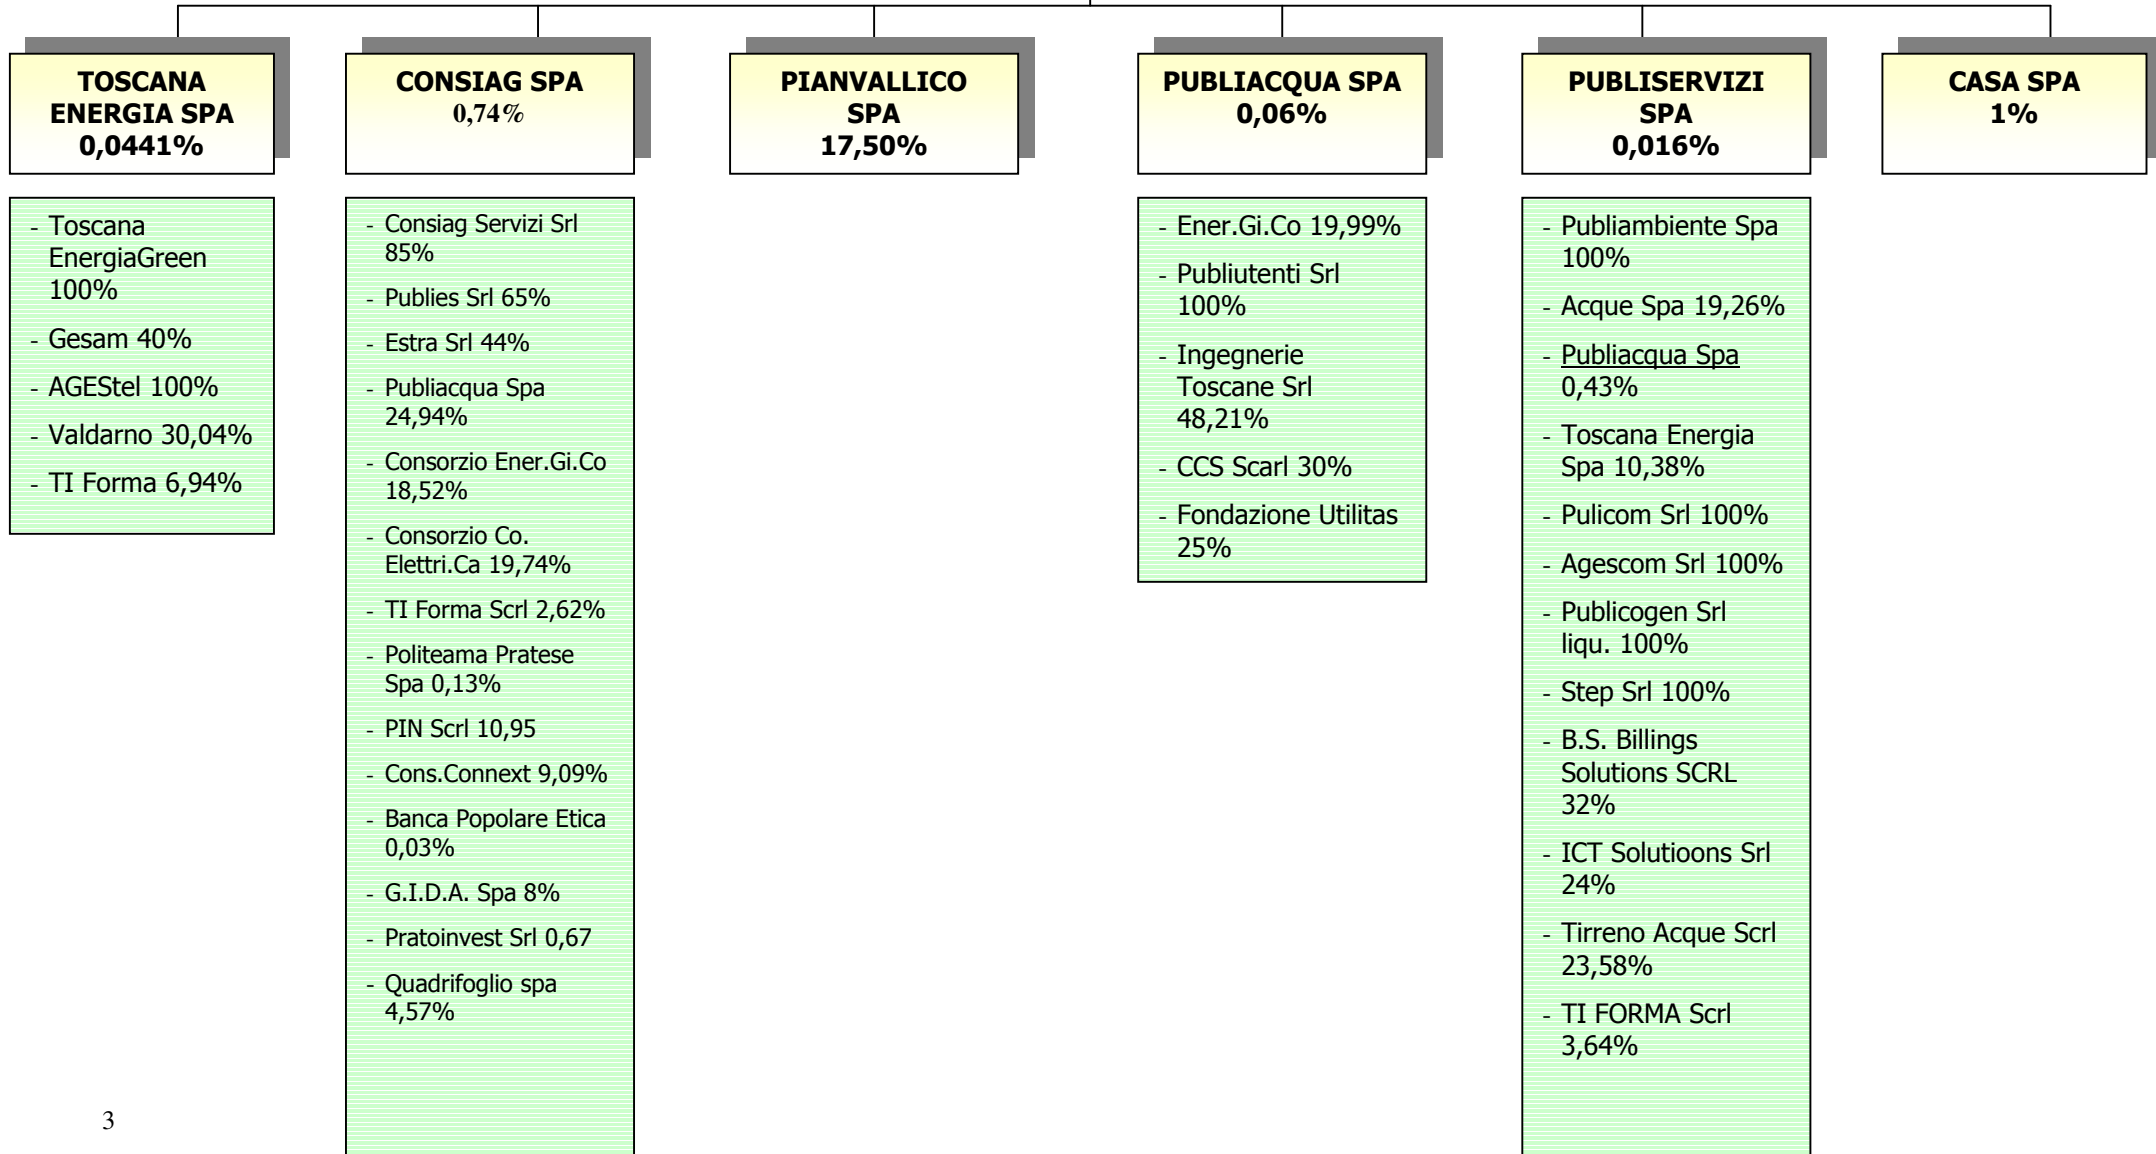 TOSCANA
ENERGIA SPA
0,0441%
CONSIAG SPA
0,74%
PIANVALLICO
SPA
17,50%
PUBLIACQUA SPA
0,06%
PUBLISERVIZI
SPA
0,016%
CASA SPA
1%
- Toscana
EnergiaGreen
100%
- Gesam 40%
- AGEStel 100%
- Valdarno 30,04%
- TI Forma 6,94%
- Consiag Servizi Srl
85%
- Publies Srl 65%
- Estra Srl 44%
- Publiacqua Spa
24,94%
- Consorzio Ener.Gi.Co
18,52%
- Consorzio Co.
Elettri.Ca 19,74%
- TI Forma Scrl 2,62%
- Politeama Pratese
Spa 0,13%
- PIN Scrl 10,95
- Cons.Connext 9,09%
- Banca Popolare Etica
0,03%
- G.I.D.A. Spa 8%
- Pratoinvest Srl 0,67
- Quadrifoglio spa
4,57%
- Ener.Gi.Co 19,99%
- Publiutenti Srl
100%
- Ingegnerie
Toscane Srl
48,21%
- CCS Scarl 30%
- Fondazione Utilitas
25%
- Publiambiente Spa
100%
- Acque Spa 19,26%
- Publiacqua Spa
0,43%
- Toscana Energia
Spa 10,38%
- Pulicom Srl 100%
- Agescom Srl 100%
- Publicogen Srl
liqu. 100%
- Step Srl 100%
- B.S. Billings
Solutions SCRL
32%
- ICT Solutioons Srl
24%
- Tirreno Acque Scrl
23,58%
- TI FORMA Scrl
3,64%
3